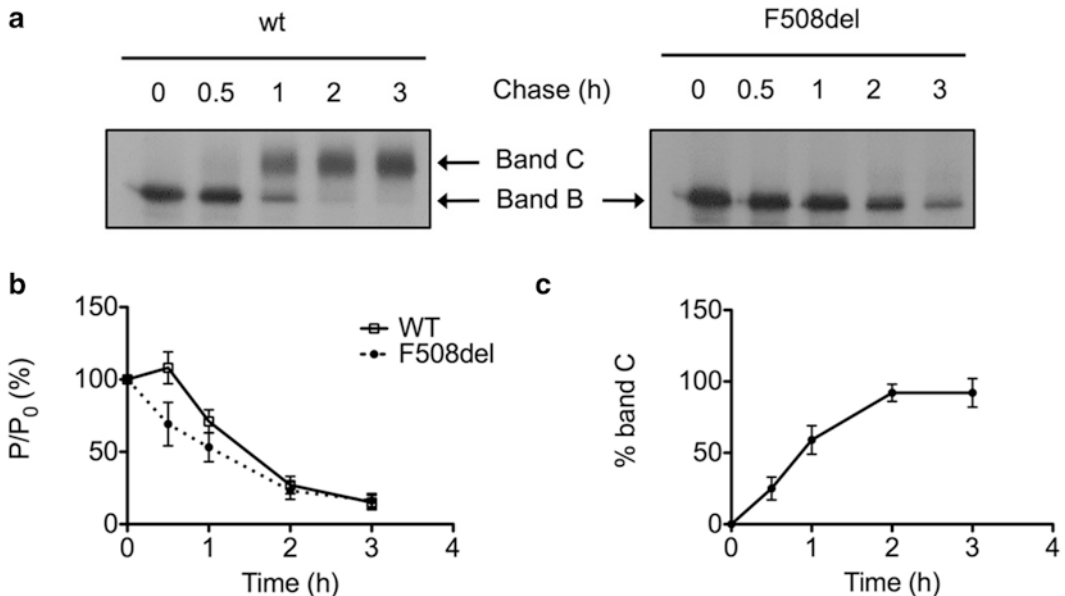 a
wt
F508del
0 0.5 1 2 3
Chase (h)
0 0.5 1 2 3
Band C
Band B
b
150
100
50
0
P/P0 (%)
WT
F508del
0 1 2 3 4
Time (h)
c
150
100
50
0
% band C
0 1 2 3 4
Time (h)